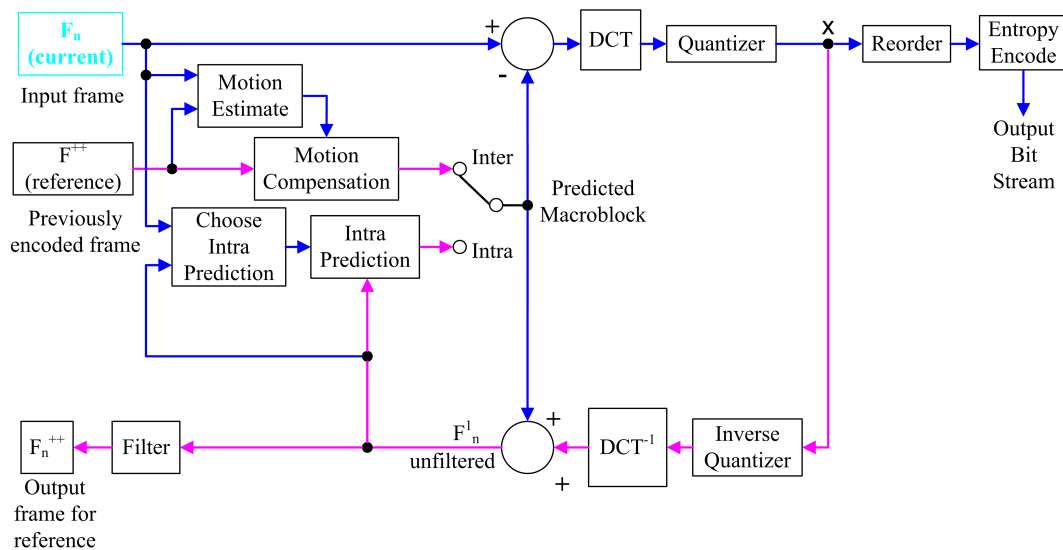 Fn
(current)
Input frame
+
-
DCT
Quantizer
X
Reorder
Entropy
Encode
Output
Bit
Stream
Motion
Estimate
F++
(reference)
Previously
encoded frame
Motion
Compensation
Inter
Predicted
Macroblock
Choose
Intra
Prediction
Intra
Prediction
Intra
Fn++
Output
frame for
reference
Filter
F1n
unfiltered
+
+
DCT-1
Inverse
Quantizer